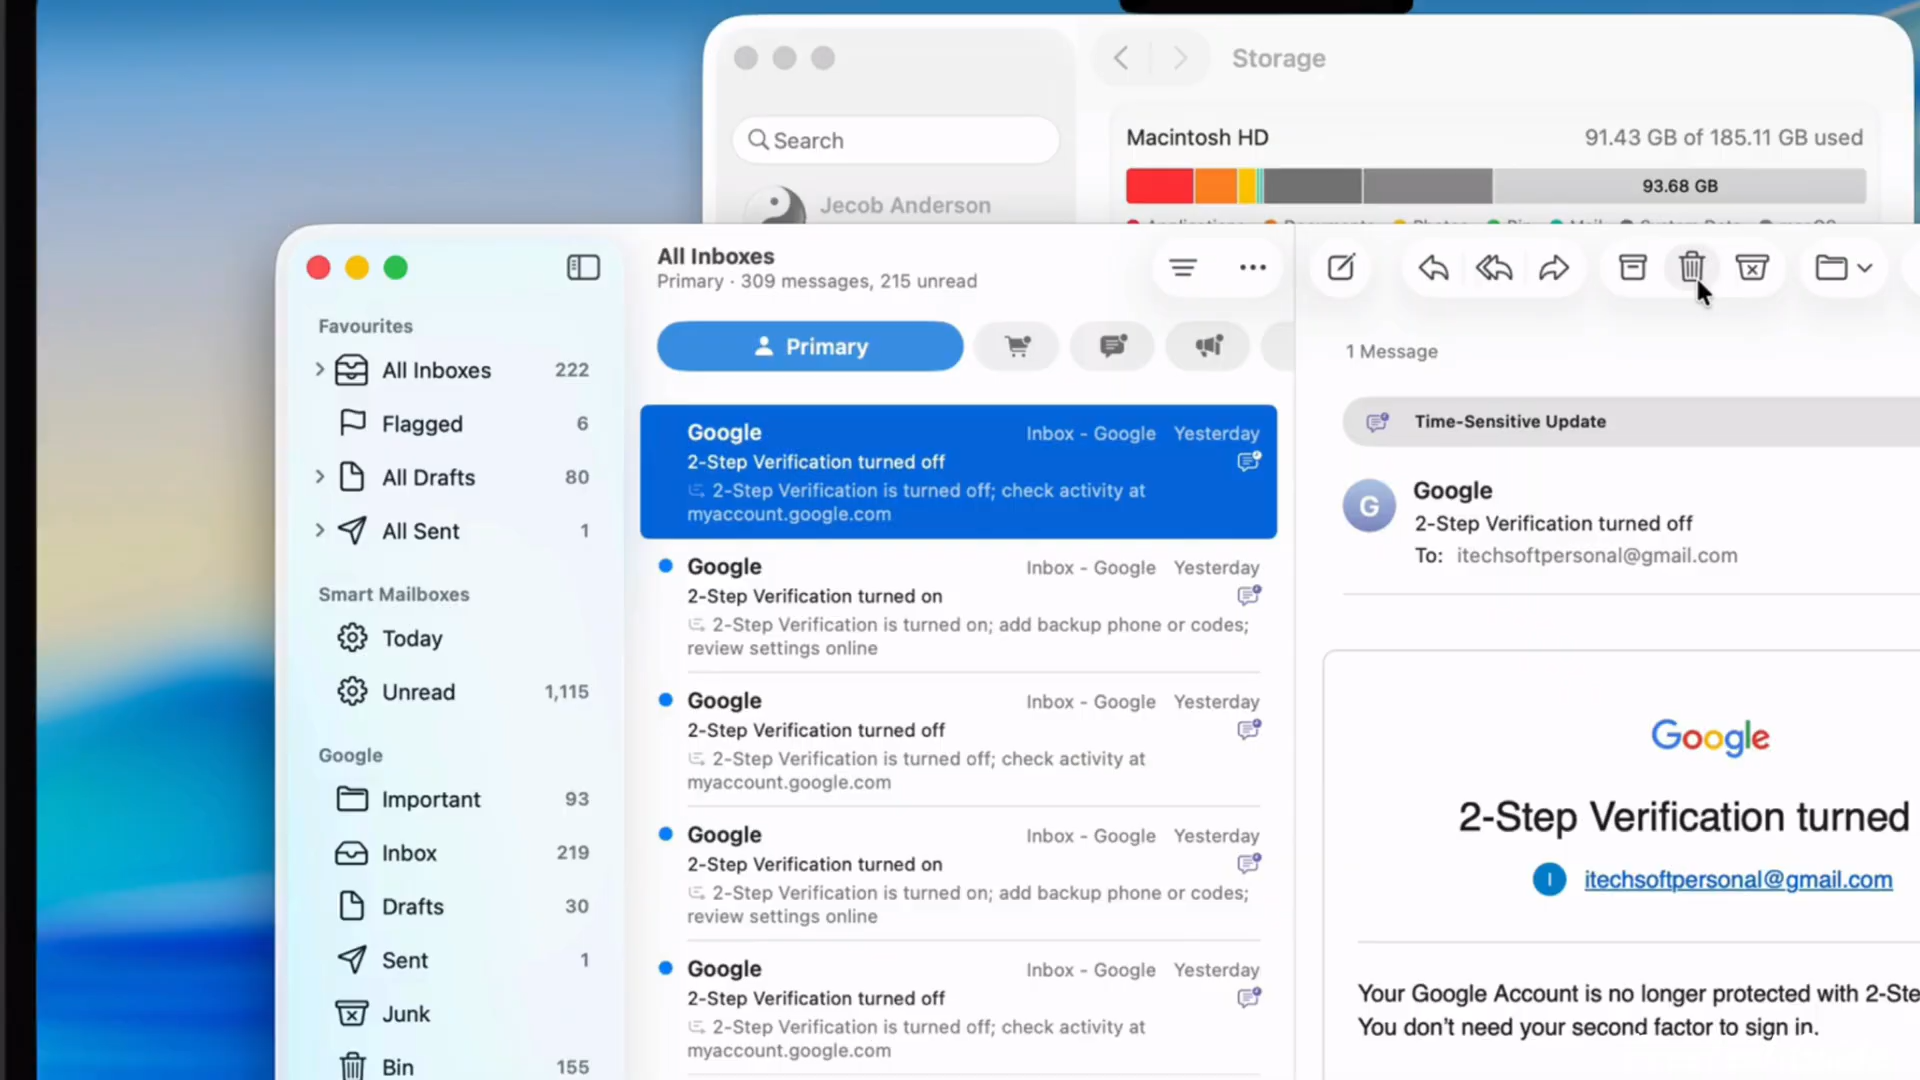 Storage
Search
Macintosh HD
91.43 GB of 185.11 GB used
93.68 GB
Jecob Anderson
Applications
Documents
Photos
Bin
Mail
System Data
macOS
All Inboxes
Primary · 309 messages, 215 unread
Primary
Favourites
All Inboxes 222
Flagged 6
All Drafts 80
All Sent 1
Smart Mailboxes
Today
Unread 1,115
Google
Important 93
Inbox 219
Drafts 30
Sent 1
Junk
Bin 155
Google Inbox - Google Yesterday
2-Step Verification turned off
2-Step Verification is turned off; check activity at
myaccount.google.com
Google Inbox - Google Yesterday
2-Step Verification turned on
2-Step Verification is turned on; add backup phone or codes;
review settings online
Google Inbox - Google Yesterday
2-Step Verification turned off
2-Step Verification is turned off; check activity at
myaccount.google.com
Google Inbox - Google Yesterday
2-Step Verification turned on
2-Step Verification is turned on; add backup phone or codes;
review settings online
Google Inbox - Google Yesterday
2-Step Verification turned off
2-Step Verification is turned off; check activity at
myaccount.google.com
1 Message
Time-Sensitive Update
G
Google
2-Step Verification turned off
To: itechsoftpersonal@gmail.com
Google
2-Step Verification turned
I
itechsoftpersonal@gmail.com
Your Google Account is no longer protected with 2-Ste
You don't need your second factor to sign in.